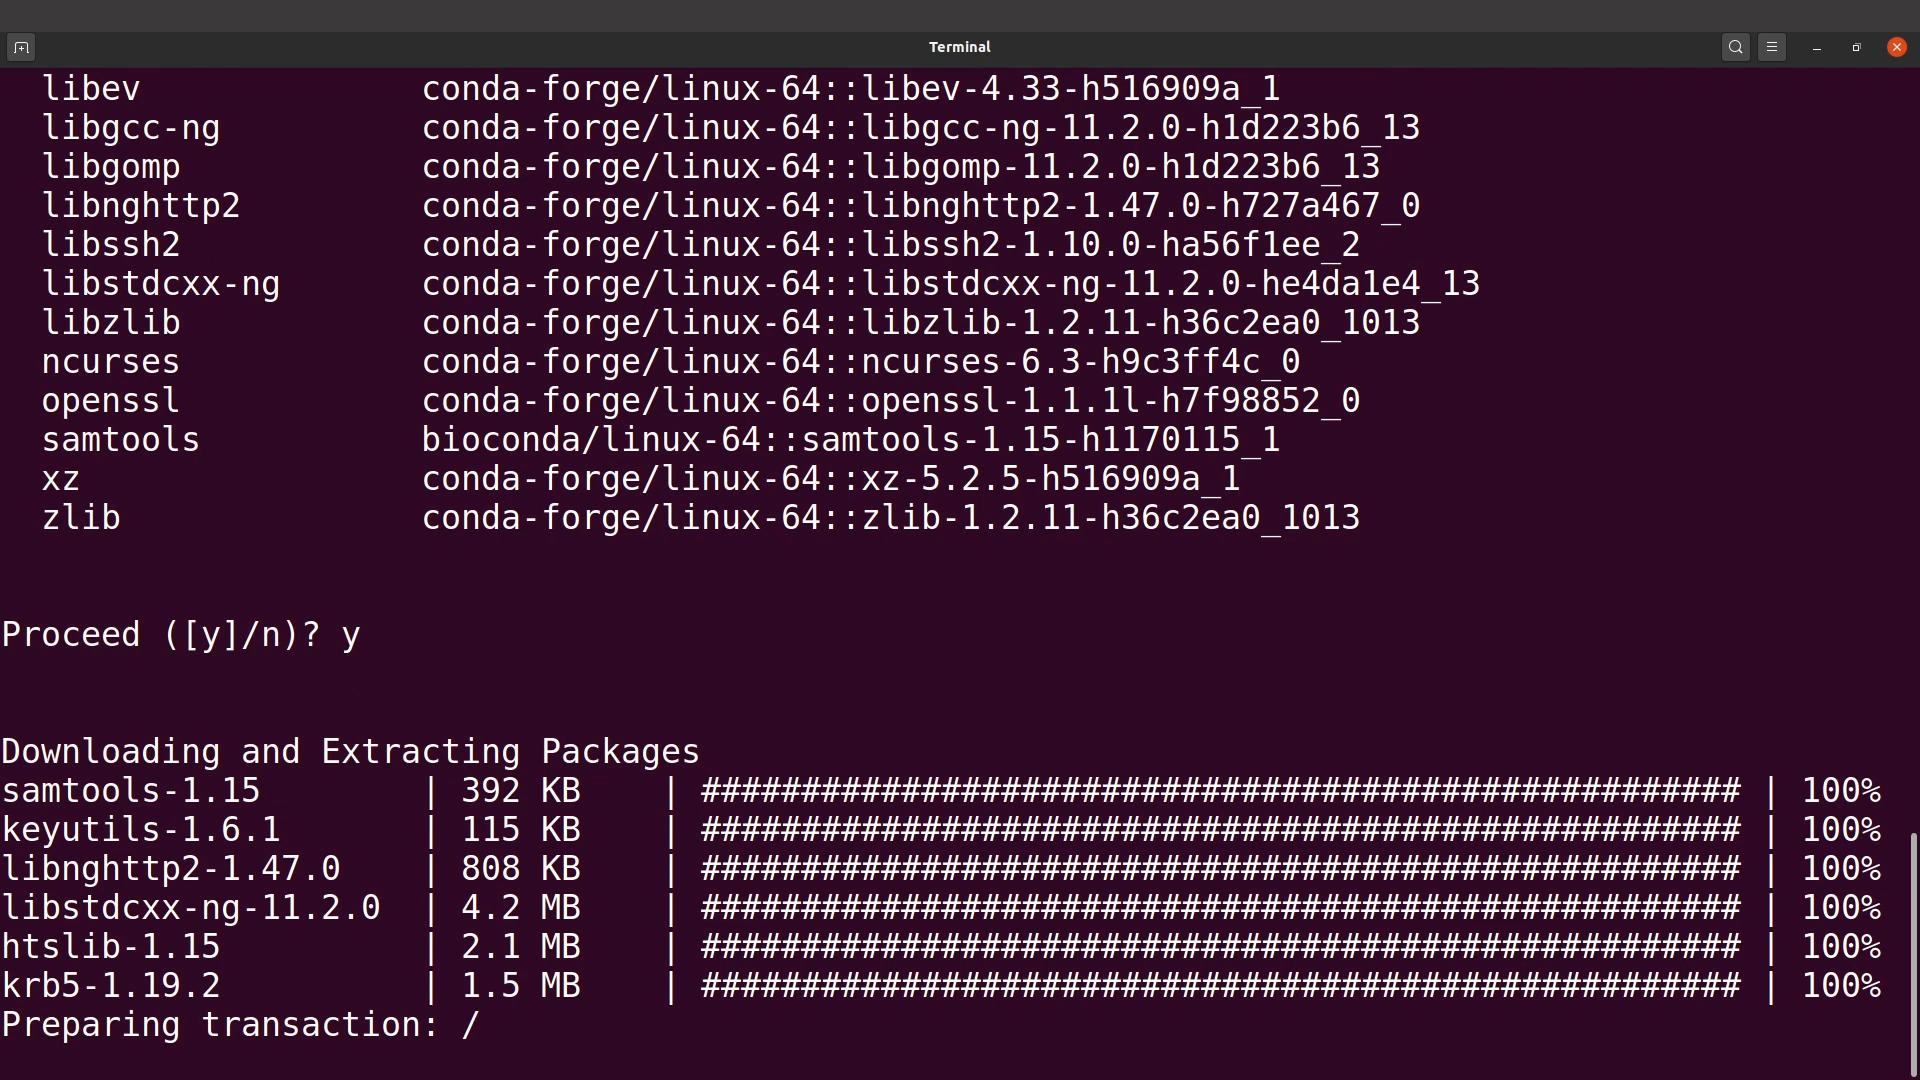 Terminal
libev conda-forge/linux-64::libev-4.33-h516909a_1
libgcc-ng conda-forge/linux-64::libgcc-ng-11.2.0-h1d223b6_13
libgomp conda-forge/linux-64::libgomp-11.2.0-h1d223b6_13
libnghttp2 conda-forge/linux-64::libnghttp2-1.47.0-h727a467_0
libssh2 conda-forge/linux-64::libssh2-1.10.0-ha56f1ee_2
libstdcxx-ng conda-forge/linux-64::libstdcxx-ng-11.2.0-he4da1e4_13
libzlib conda-forge/linux-64::libzlib-1.2.11-h36c2ea0_1013
ncurses conda-forge/linux-64::ncurses-6.3-h9c3ff4c_0
openssl conda-forge/linux-64::openssl-1.1.1l-h7f98852_0
samtools bioconda/linux-64::samtools-1.15-h1170115_1
xz conda-forge/linux-64::xz-5.2.5-h516909a_1
zlib conda-forge/linux-64::zlib-1.2.11-h36c2ea0_1013
Proceed ([y]/n)? y
Downloading and Extracting Packages
samtools-1.15 | 392 KB | #################################################### | 100%
keyutils-1.6.1 | 115 KB | #################################################### | 100%
libnghttp2-1.47.0 | 808 KB | #################################################### | 100%
libstdcxx-ng-11.2.0 | 4.2 MB | #################################################### | 100%
htslib-1.15 | 2.1 MB | #################################################### | 100%
krb5-1.19.2 | 1.5 MB | #################################################### | 100%
Preparing transaction: /